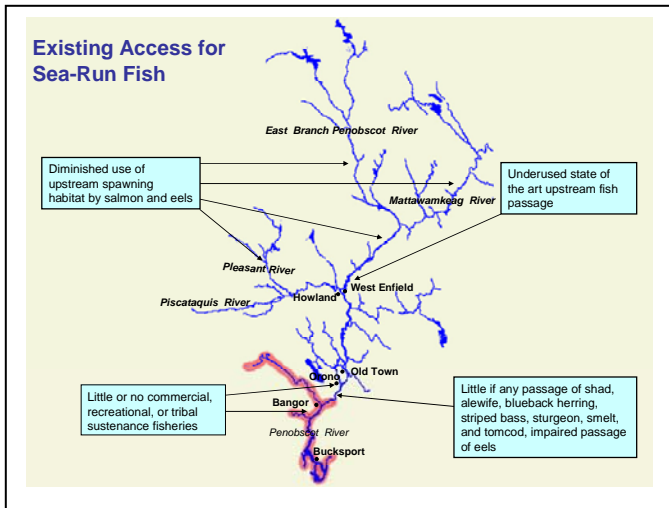 Existing Access for
Sea-Run Fish
East Branch Penobscot River
Diminished use of
upstream spawning
habitat by salmon and eels
Underused state of
the art upstream fish
passage
Mattawamkeag River
Pleasant River
West Enfield
Howland
Piscataquis River
Old Town
Orono
Little or no commercial,
recreational, or tribal
sustenance fisheries
Bangor
Little if any passage of shad,
alewife, blueback herring,
striped bass, sturgeon, smelt,
and tomcod, impaired passage
of eels
Penobscot River
Bucksport